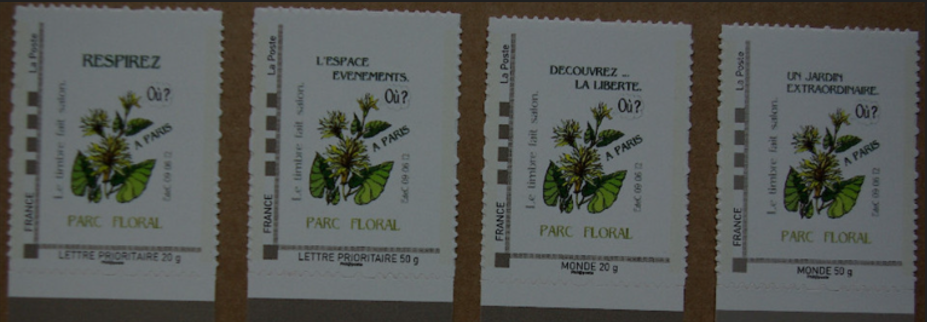 La Poste
RESPIREZ
Où?
Le timbre fait salon.
A PARIS
FRANCE
PARC FLORAL
LETTRE PRIORITAIRE 20 g
La Poste
L'ESPACE
EVENEMENTS.
Où?
Le timbre fait salon.
A PARIS
FRANCE
PARC FLORAL
LETTRE PRIORITAIRE 50 g
La Poste
DECOUVREZ ...
LA LIBERTE.
Où?
Le timbre fait salon.
A PARIS
FRANCE
PARC FLORAL
MONDE 20 g
La Poste
UN JARDIN
EXTRAORDINAIRE.
Où?
Le timbre fait salon.
A PARIS
FRANCE
PARC FLORAL
MONDE 50 g